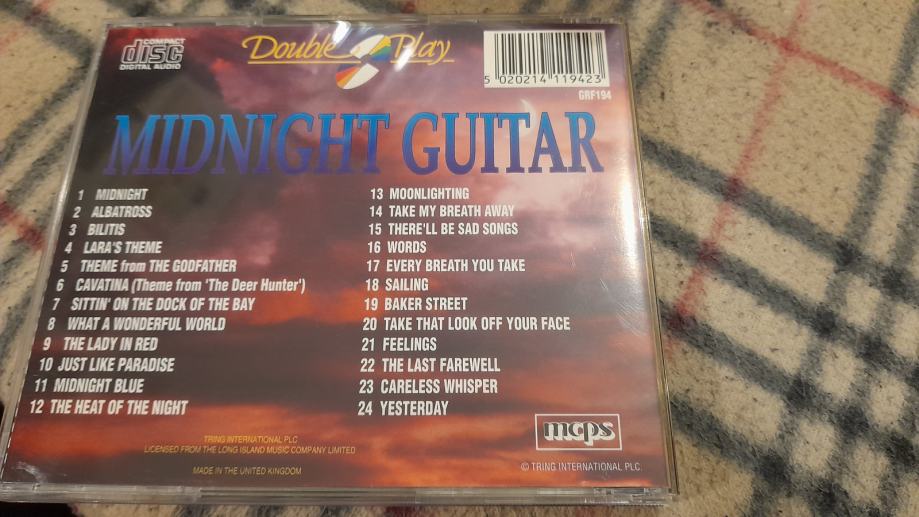 COMPACT
disc
DIGITAL AUDIO
Double Play
5 020214 119423
GRF194
MIDNIGHT GUITAR
1 MIDNIGHT
2 ALBATROSS
3 BILITIS
4 LARA'S THEME
5 THEME from THE GODFATHER
6 CAVATINA (Theme from 'The Deer Hunter')
7 SITTIN' ON THE DOCK OF THE BAY
8 WHAT A WONDERFUL WORLD
9 THE LADY IN RED
10 JUST LIKE PARADISE
11 MIDNIGHT BLUE
12 THE HEAT OF THE NIGHT
13 MOONLIGHTING
14 TAKE MY BREATH AWAY
15 THERE'LL BE SAD SONGS
16 WORDS
17 EVERY BREATH YOU TAKE
18 SAILING
19 BAKER STREET
20 TAKE THAT LOOK OFF YOUR FACE
21 FEELINGS
22 THE LAST FAREWELL
23 CARELESS WHISPER
24 YESTERDAY
TRING INTERNATIONAL PLC
LICENSED FROM THE LONG ISLAND MUSIC COMPANY LIMITED
MADE IN THE UNITED KINGDOM
mcps
© TRING INTERNATIONAL PLC.